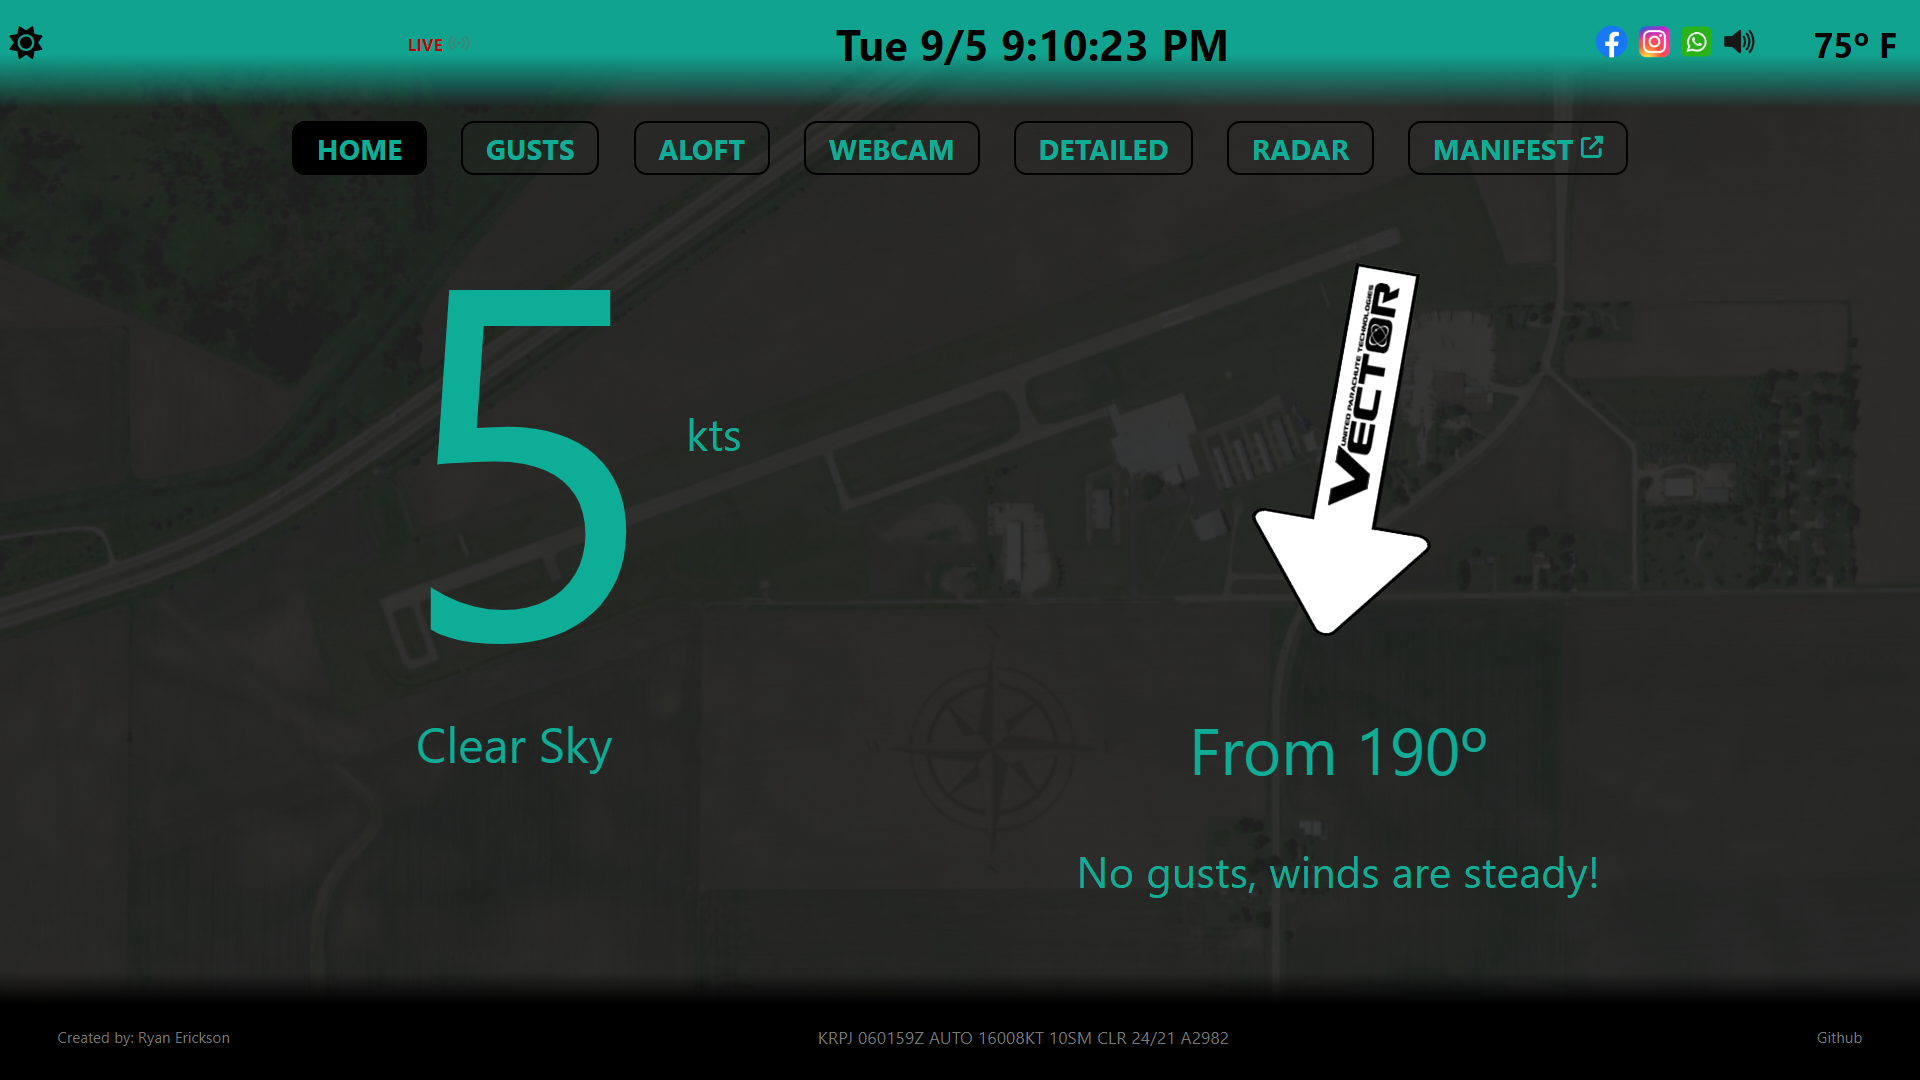 LIVE
Tue 9/5 9:10:23 PM
75º F
HOME
GUSTS
ALOFT
WEBCAM
DETAILED
RADAR
MANIFEST
5 kts
UNITED PARACHUTE TECHNOLOGIES
VECTOR
Clear Sky
From 190º
No gusts, winds are steady!
Created by: Ryan Erickson
KRPJ 060159Z AUTO 16008KT 10SM CLR 24/21 A2982
Github